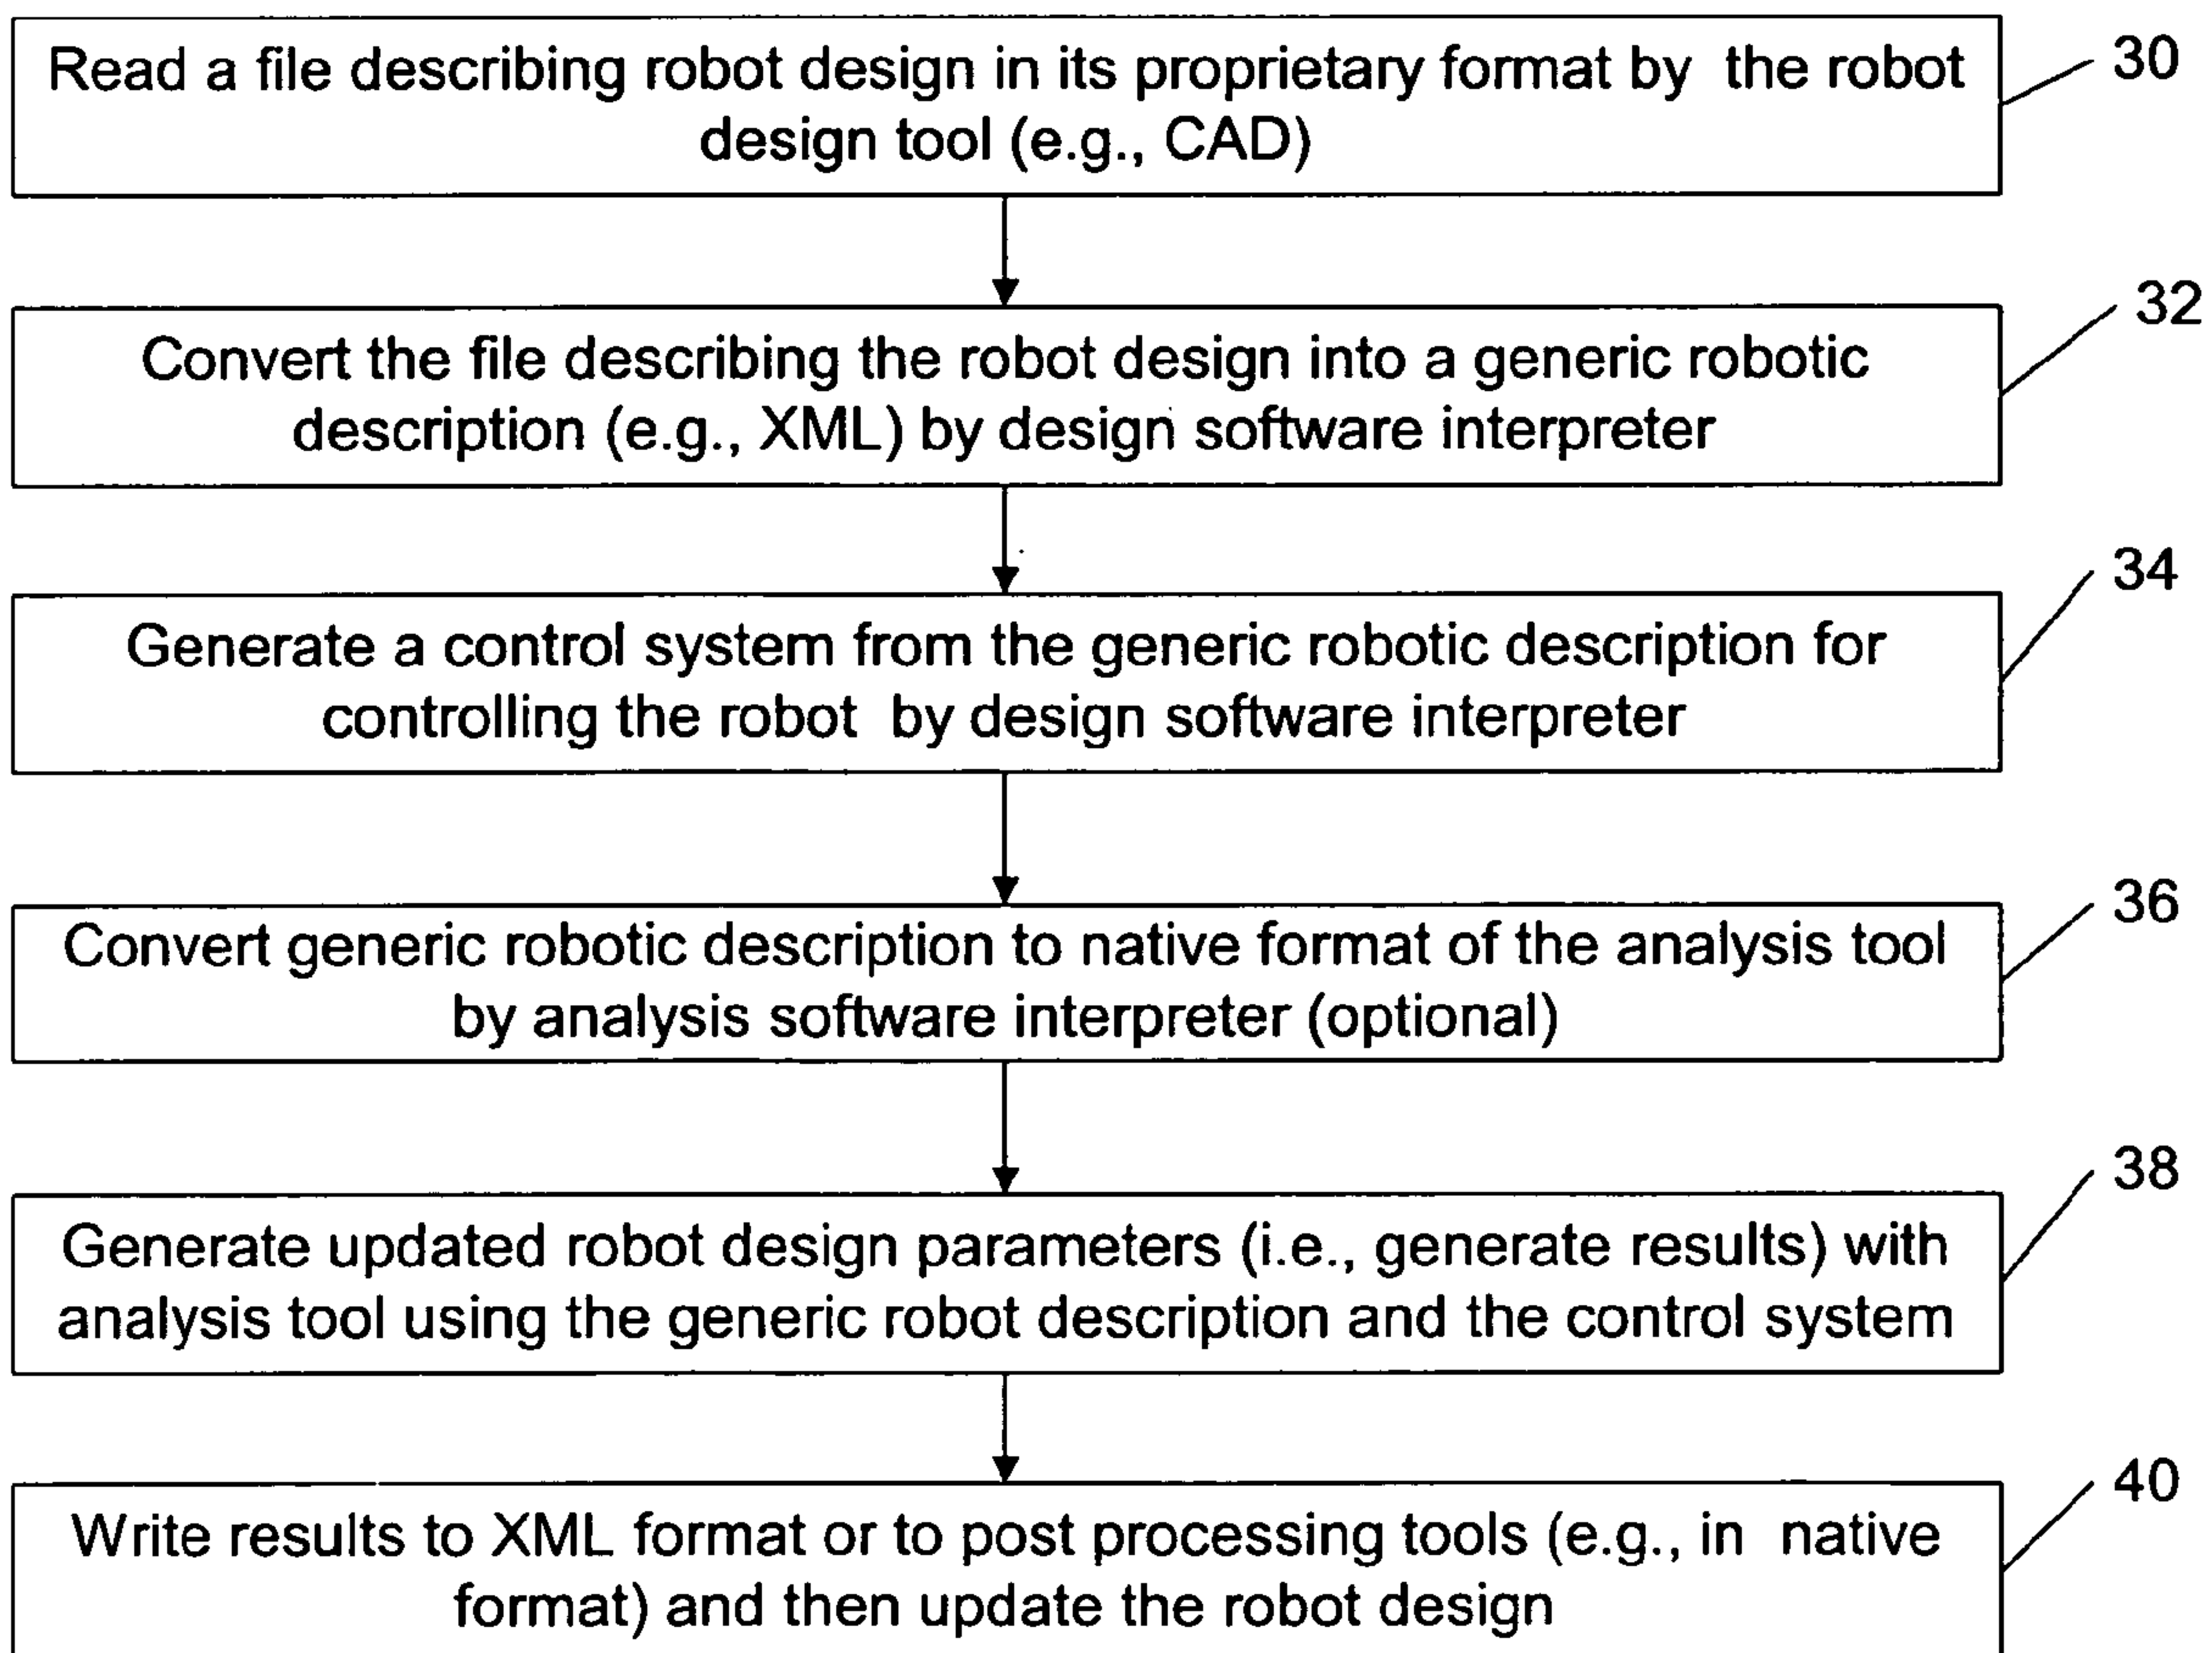 Read a file describing robot design in its proprietary format by the robot
design tool (e.g., CAD)
30
Convert the file describing the robot design into a generic robotic
description (e.g., XML) by design software interpreter
32
Generate a control system from the generic robotic description for
controlling the robot by design software interpreter
34
Convert generic robotic description to native format of the analysis tool
by analysis software interpreter (optional)
36
Generate updated robot design parameters (i.e., generate results) with
analysis tool using the generic robot description and the control system
38
Write results to XML format or to post processing tools (e.g., in native
format) and then update the robot design
40